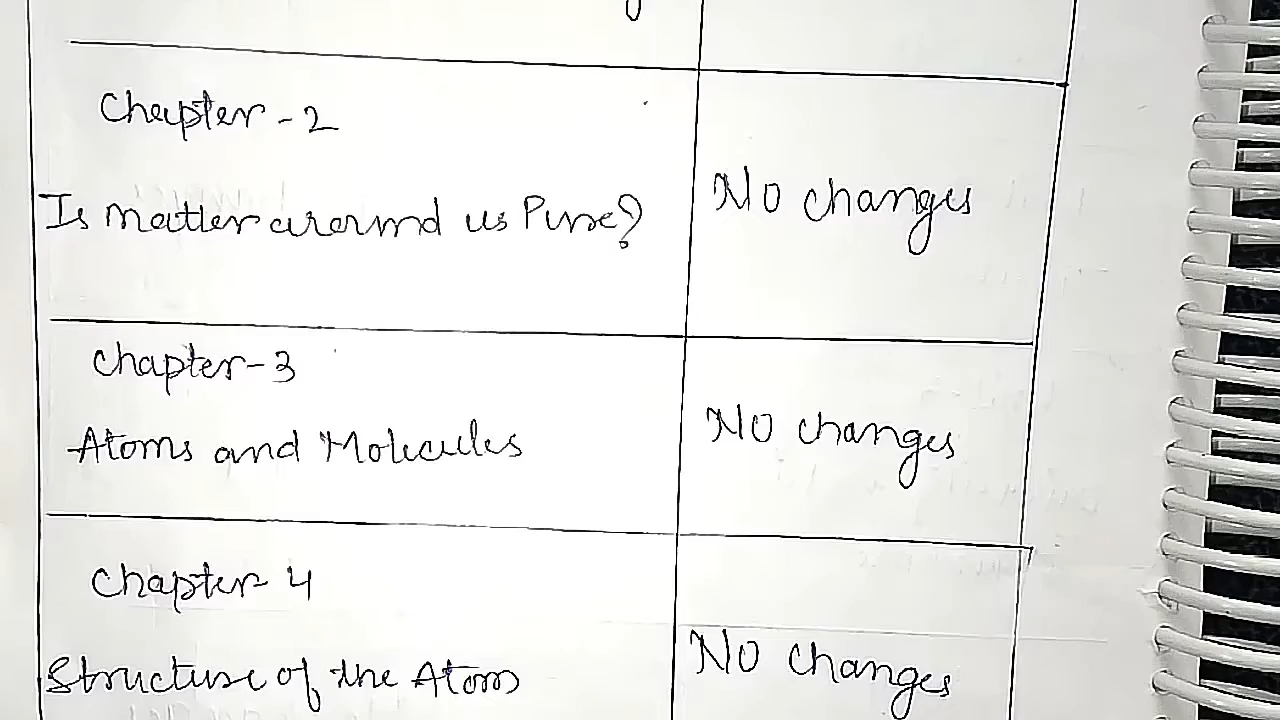 Chapter-2
Is Matter around us Pure?
No changes
Chapter-3
Atoms and Molecules
No changes
Chapter-4
Structure of the Atom
No changes